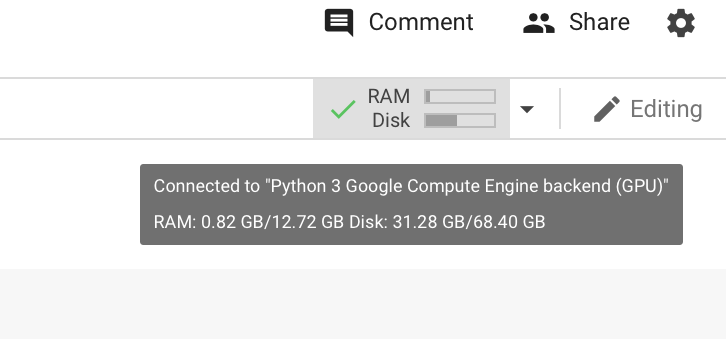 Comment Share
RAM
Disk
Editing
Connected to "Python 3 Google Compute Engine backend (GPU)"
RAM: 0.82 GB/12.72 GB Disk: 31.28 GB/68.40 GB